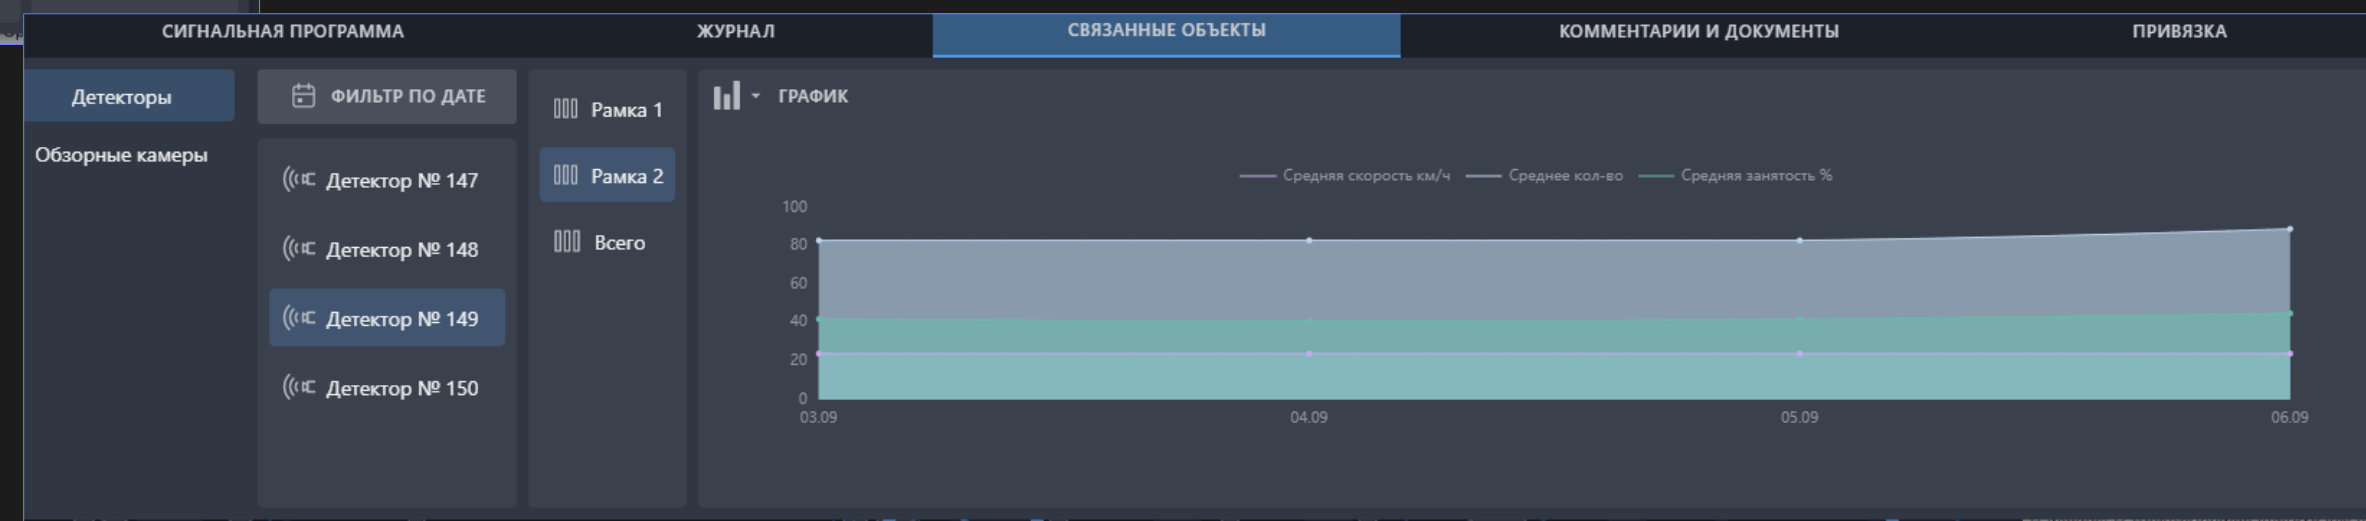 СИГНАЛЬНАЯ ПРОГРАММА
ЖУРНАЛ
СВЯЗАННЫЕ ОБЪЕКТЫ
КОММЕНТАРИИ И ДОКУМЕНТЫ
ПРИВЯЗКА
Детекторы
Обзорные камеры
ФИЛЬТР ПО ДАТЕ
Детектор № 147
Детектор № 148
Детектор № 149
Детектор № 150
Рамка 1
Рамка 2
Всего
ГРАФИК
Средняя скорость км/ч
Среднее кол-во
Средняя занятость %
100
80
60
40
20
0
03.09
04.09
05.09
06.09